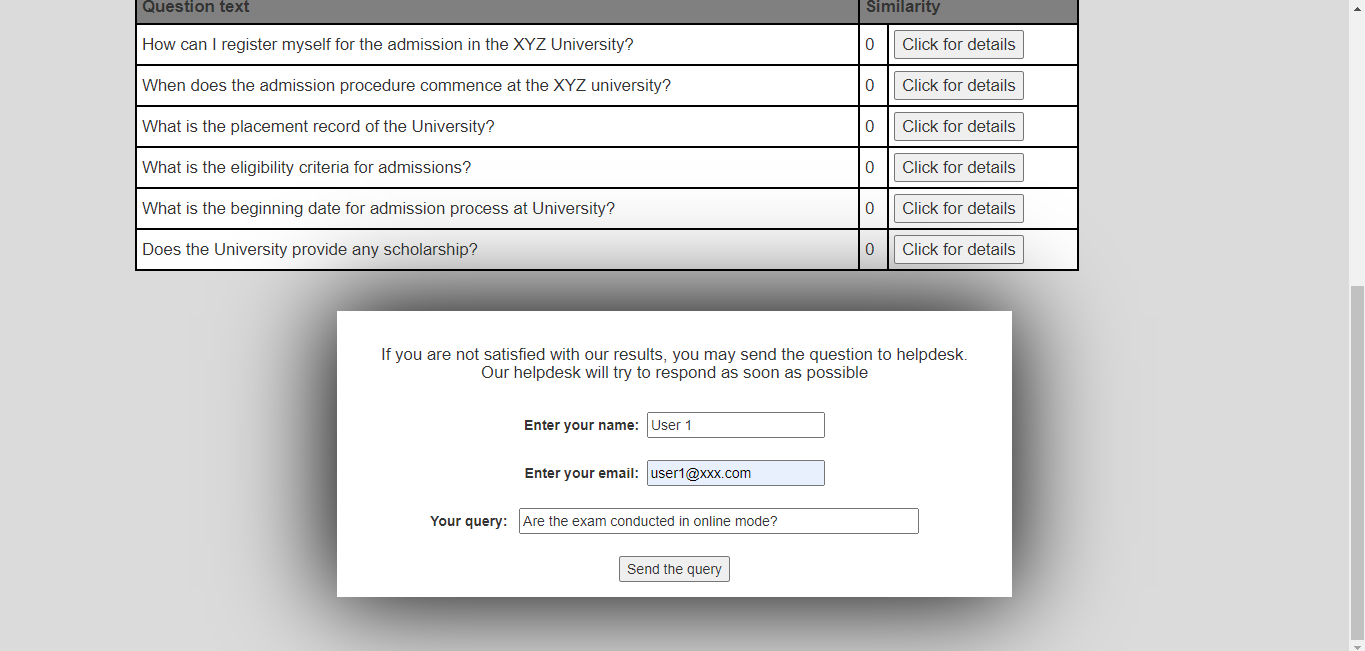 Question text Similarity
How can I register myself for the admission in the XYZ University? 0 Click for details
When does the admission procedure commence at the XYZ university? 0 Click for details
What is the placement record of the University? 0 Click for details
What is the eligibility criteria for admissions? 0 Click for details
What is the beginning date for admission process at University? 0 Click for details
Does the University provide any scholarship? 0 Click for details
If you are not satisfied with our results, you may send the question to helpdesk.
Our helpdesk will try to respond as soon as possible
Enter your name: User 1
Enter your email: user1@xxx.com
Your query: Are the exam conducted in online mode?
Send the query